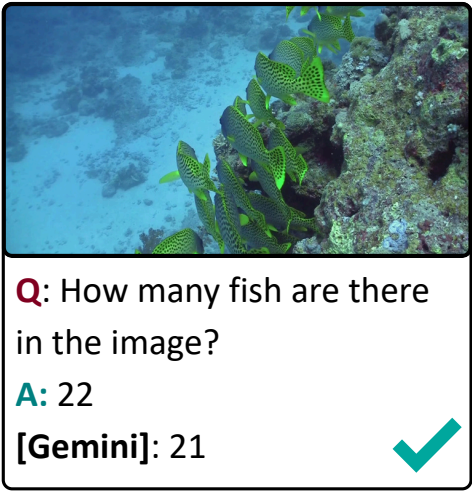 Q: How many fish are there
in the image?
A: 22
[Gemini]: 21